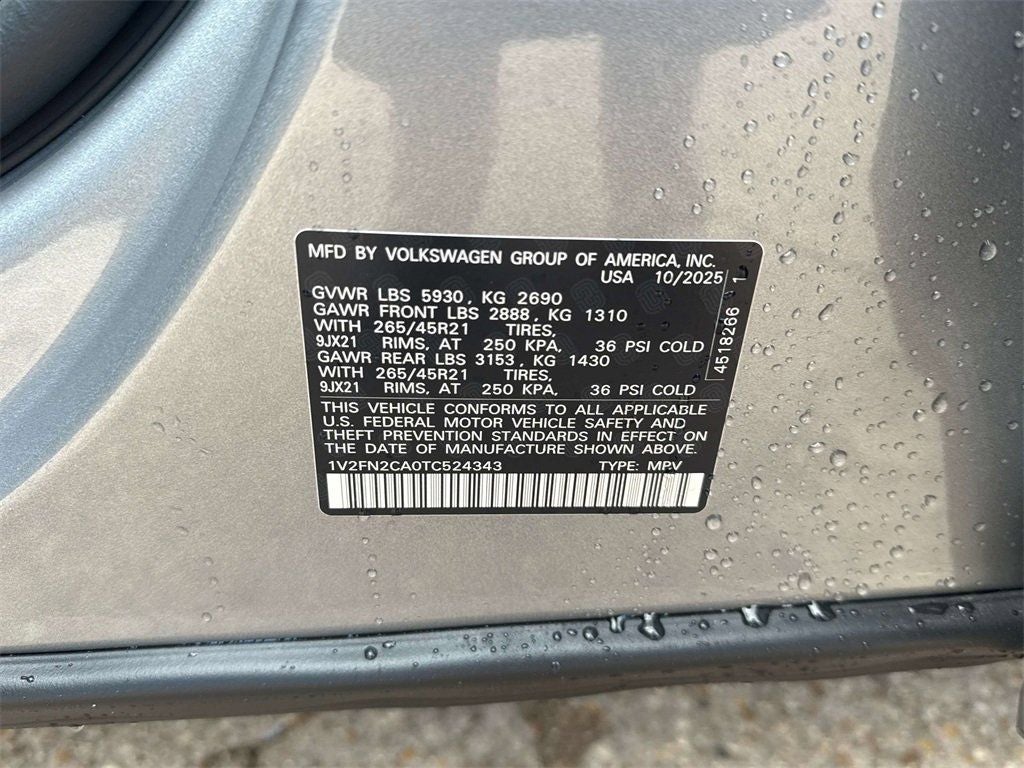 MFD BY VOLKSWAGEN GROUP OF AMERICA, INC.
USA 10/2025
GVWR LBS 5930, KG 2690
GAWR FRONT LBS 2888, KG 1310
WITH 265/45R21 TIRES,
9JX21 RIMS, AT 250 KPA, 36 PSI COLD
GAWR REAR LBS 3153, KG 1430
WITH 265/45R21 TIRES,
9JX21 RIMS, AT 250 KPA, 36 PSI COLD
4518266 1
THIS VEHICLE CONFORMS TO ALL APPLICABLE
U.S. FEDERAL MOTOR VEHICLE SAFETY AND
THEFT PREVENTION STANDARDS IN EFFECT ON
THE DATE OF MANUFACTURE SHOWN ABOVE.
1V2FN2CA0TC524343 TYPE: MPV